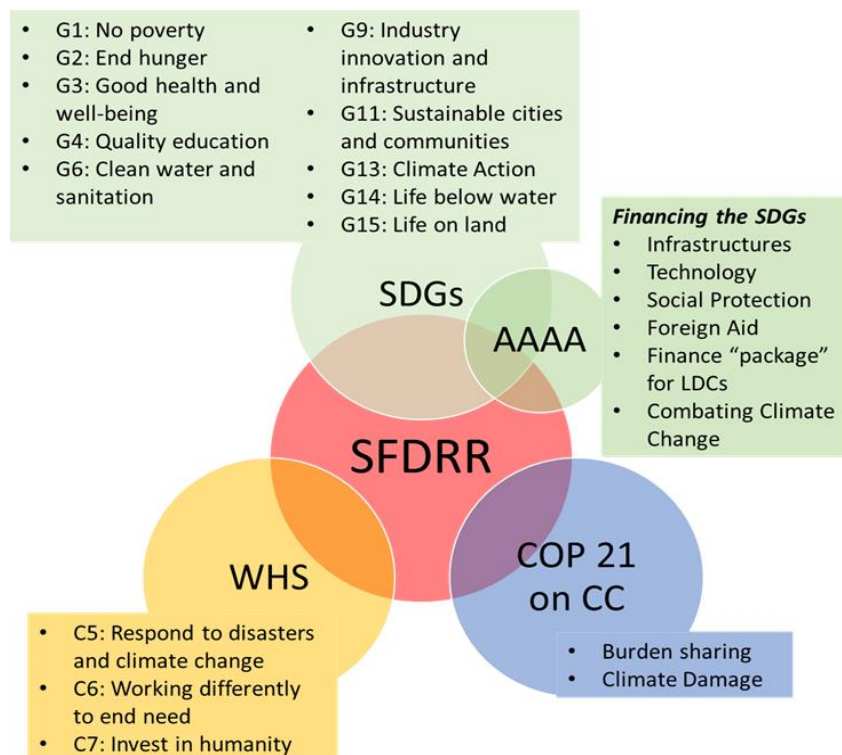 • G1: No poverty
• G2: End hunger
• G3: Good health and
well-being
• G4: Quality education
• G6: Clean water and
sanitation
• G9: Industry
innovation and
infrastructure
• G11: Sustainable cities
and communities
• G13: Climate Action
• G14: Life below water
• G15: Life on land
Financing the SDGs
• Infrastructures
• Technology
• Social Protection
• Foreign Aid
• Finance “package”
for LDCs
• Combating Climate
Change
SDGs
AAAA
SFDRR
WHS
COP 21
on CC
• C5: Respond to disasters
and climate change
• C6: Working differently
to end need
• C7: Invest in humanity
• Burden sharing
• Climate Damage